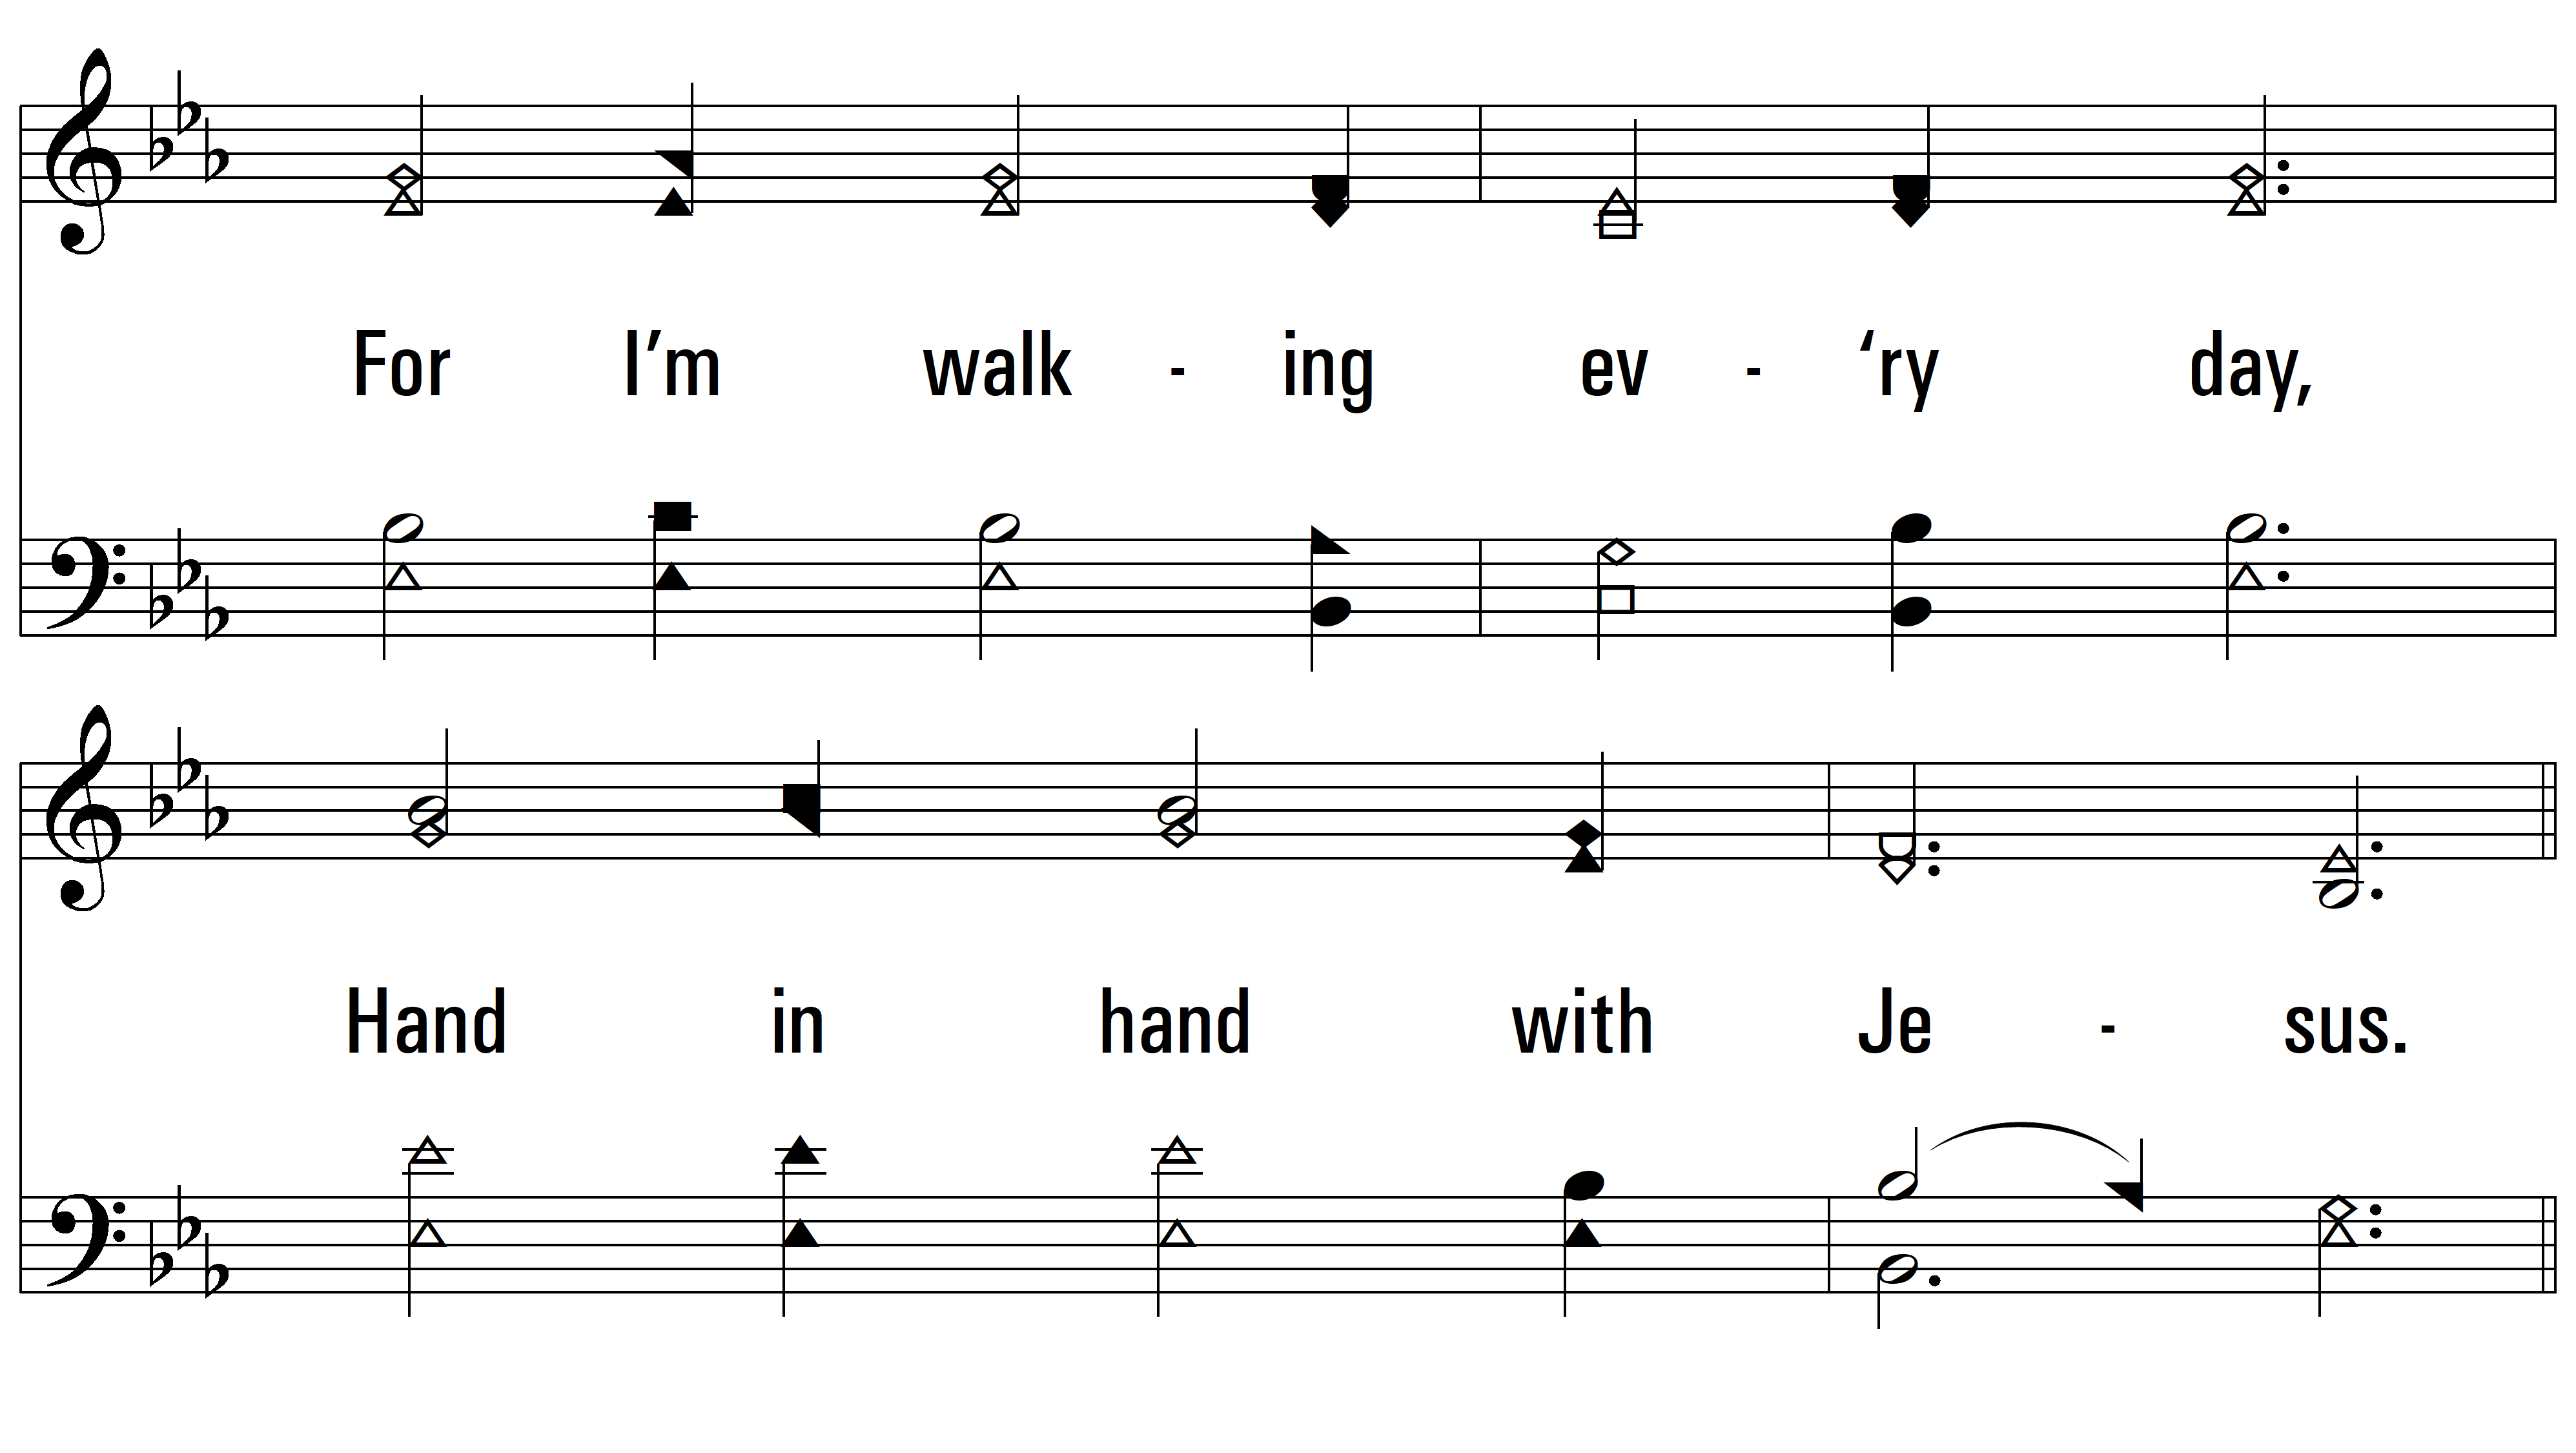 For I’m walk - ing ev - ‘ry day,
Hand in hand with Je - sus.